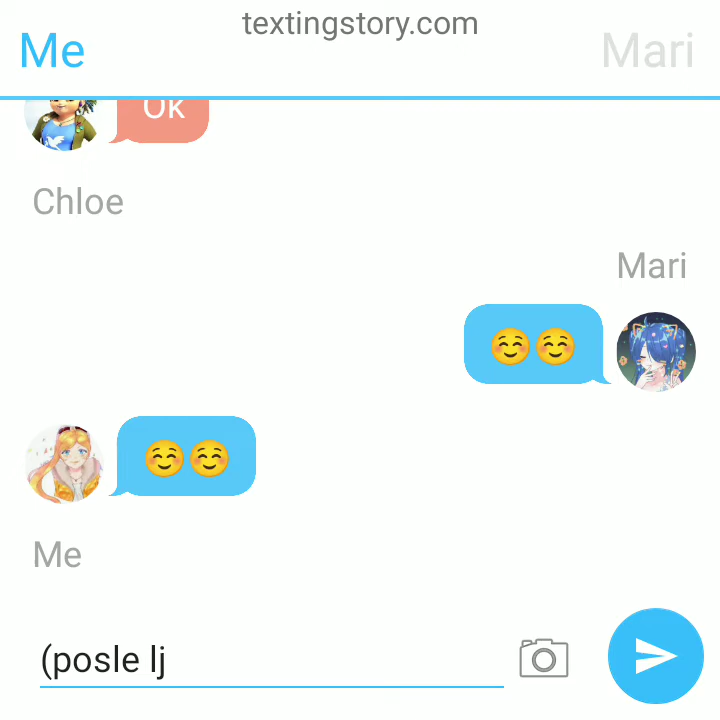 textingstory.com
Me
Mari
Ok
Chloe
Mari
☺️☺️
☺️☺️
Me
(posle lj